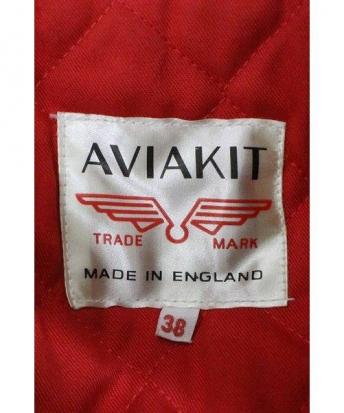 AVIAKIT
TRADE MARK
MADE IN ENGLAND
38